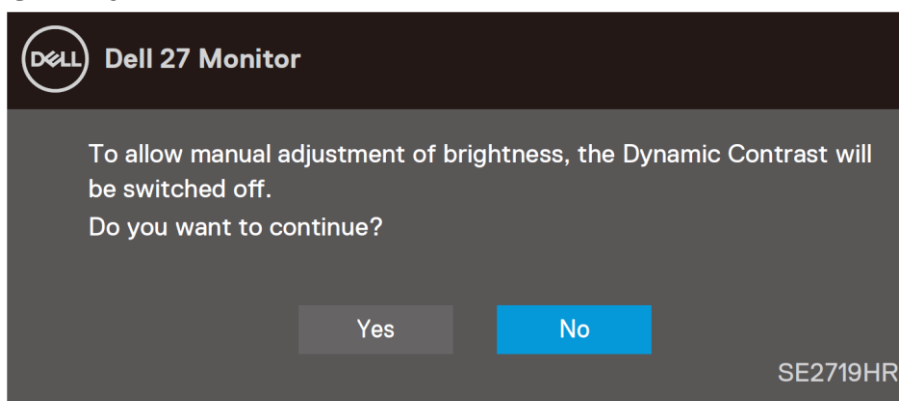 DELL Dell 27 Monitor
To allow manual adjustment of brightness, the Dynamic Contrast will
be switched off.
Do you want to continue?
Yes No
SE2719HR